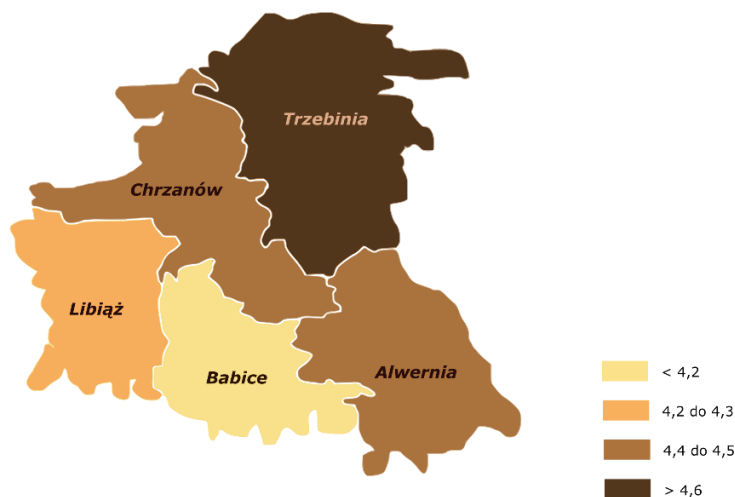 Trzebinia
Chrzanów
Libiąż
Babice
Alwernia
< 4,2
4,2 do 4,3
4,4 do 4,5
> 4,6